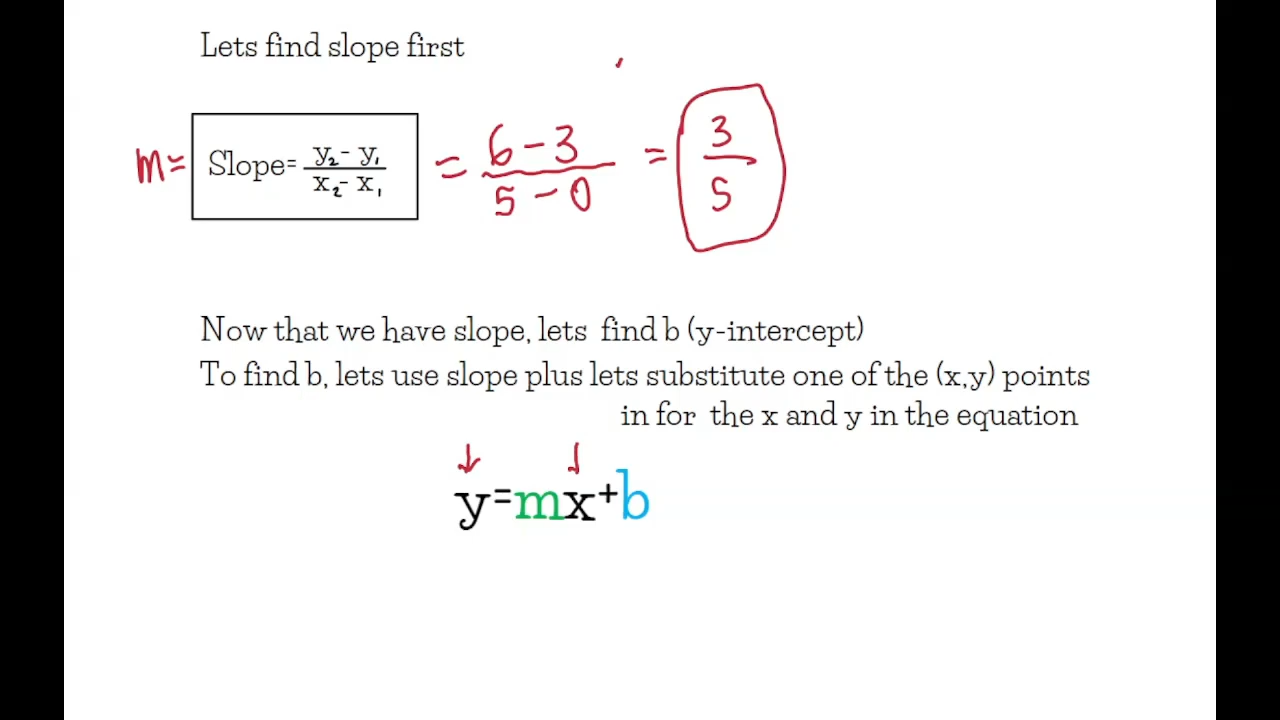 Lets find slope first
m= Slope= y₂- y₁ / x₂- x₁ = 6-3 / 5-0 = 3 / 5
Now that we have slope, lets find b (y-intercept)
To find b, lets use slope plus lets substitute one of the (x,y) points
in for the x and y in the equation
y=mx+b